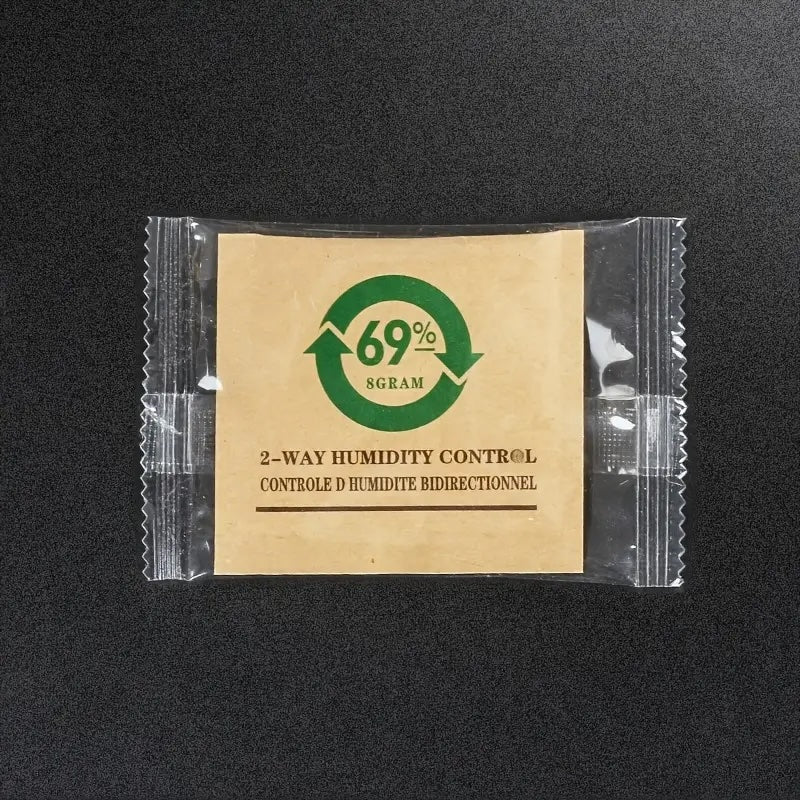 69%
8GRAM
2-WAY HUMIDITY CONTROL
CONTROLE D HUMIDITE BIDIRECTIONNEL